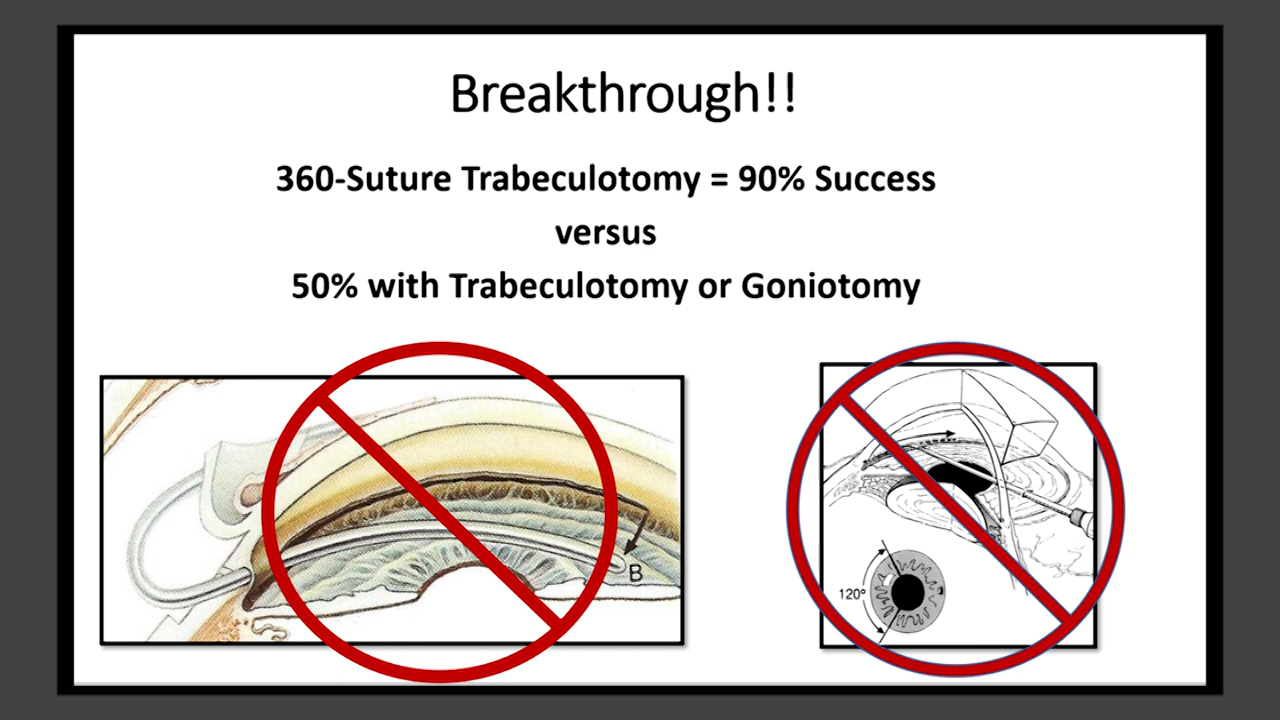 Breakthrough!!
360-Suture Trabeculotomy = 90% Success
versus
50% with Trabeculotomy or Goniotomy
B
120°